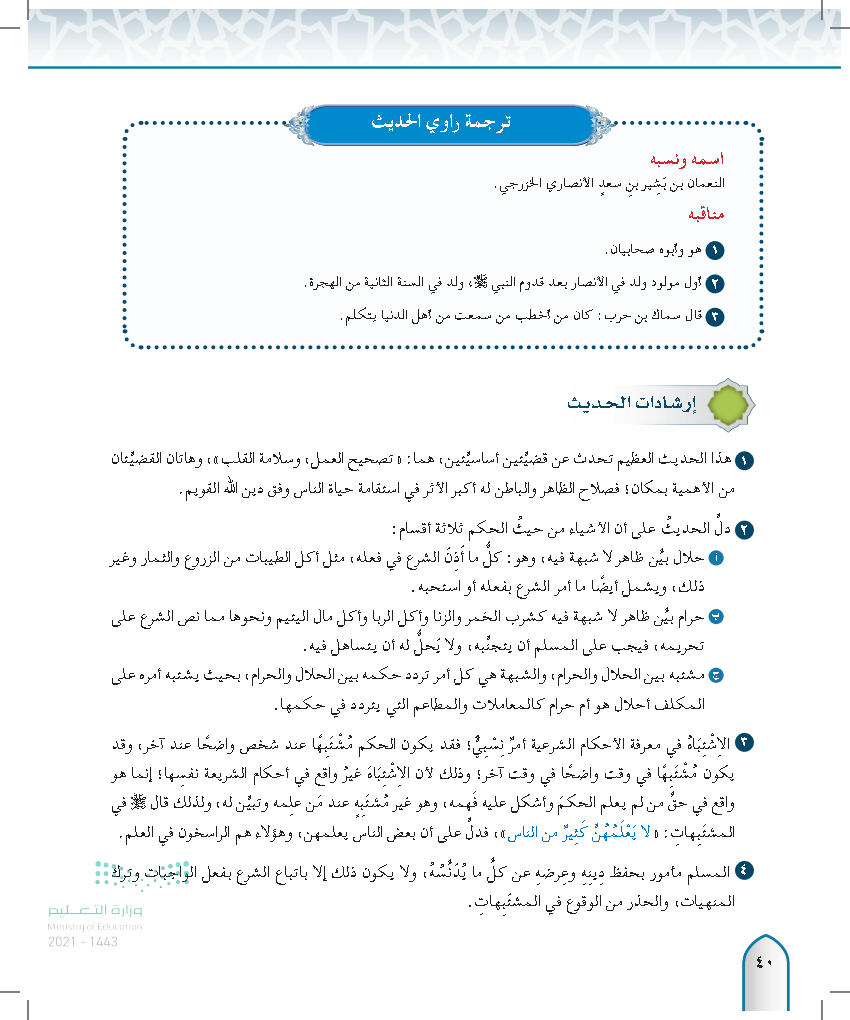 ترجمة راوي الحديث
اسمه ونسبه
النعمان بن بَشِير بنِ سعدٍ الأنصاري الخزرجي.
مناقبه
١ هو وأبوه صحابيان.
٢ أول مولود ولد في الأنصار بعد قدوم النبي ﷺ، ولد في السنة الثانية من الهجرة.
٣ قال سماك بن حرب: كان من أخطب من سمعت من أهل الدنيا يتكلم.
إرشادات الحديث
١ هذا الحديث العظيم تحدث عن قضيَّتين أساسيَّتين، هما: «تصحيح العمل، وسلامة القلب»، وهاتان القضيَّتان
من الأهمية بمكان؛ فصلاح الظاهر والباطن له أكبر الأثر في استقامة حياة الناس وفق دين الله القويم.
٢ دلَّ الحديثُ على أن الأشياء من حيثُ الحكم ثلاثة أقسام:
أ حلال بيَّن ظاهر لا شبهة فيه، وهو: كلُّ ما أَذِنَ الشرع في فعله، مثل أكل الطيبات من الزروع والثمار وغير
ذلك، ويشمل أيضًا ما أمر الشرع بفعله أو استحبه.
ب حرام بيَّن ظاهر لا شبهة فيه كشرب الخمر والزنا وأكل الربا وأكل مال اليتيم ونحوها مما نص الشرع على
تحريمه، فيجب على المسلم أن يتجنَّبه، ولا يَحلُّ له أن يتساهل فيه.
ج مشتبه بين الحلال والحرام، والشبهة هي كل أمر تردد حكمه بين الحلال والحرام، بحيث يشتبه أمره على
المكلف أحلال هو أم حرام كالمعاملات والمطاعم التي يتردد في حكمها.
٣ الاِشْتِبَاهُ في معرفة الأحكام الشرعية أمرٌ نِسْبِيٌّ؛ فقد يكون الحكم مُشْتَبِهًا عند شخص واضحًا عند آخر، وقد
يكون مُشْتَبِهًا في وقت واضحًا في وقت آخر؛ وذلك لأن الاِشْتِبَاهَ غيرُ واقع في أحكام الشريعة نفسِها؛ إنما هو
واقع في حقِّ من لم يعلم الحكمَ وأشكل عليه فَهمه، وهو غير مُشتَبِهٍ عند مَن علِمه وتبيَّن له، ولذلك قال ﷺ في
المشتَبِهاتِ: «لا يَعْلَمُهُنَّ كَثِيرٌ من الناس»، فدلَّ على أن بعض الناس يعلمهن، وهؤلاء هم الراسخون في العلم.
٤ المسلم مأمور بحفظ دِينِهِ وعِرضِهِ عن كلِّ ما يُدَنِّسُهُ، ولا يكون ذلك إلا باتباع الشرع بفعل الواجبات وترك
المنهيات، والحذر من الوقوع في المشتَبِهاتِ.
وزارة التعـليم
Ministry of Education
2021 - 1443
٤٠